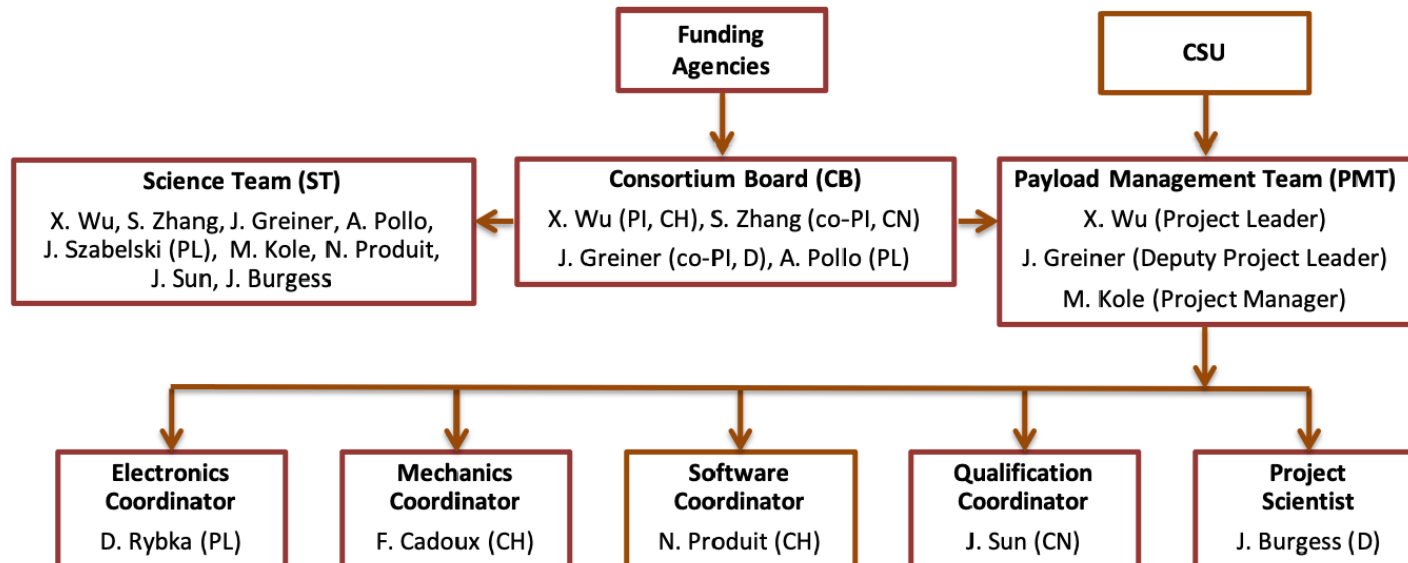 Funding
Agencies
CSU
Science Team (ST)
X. Wu, S. Zhang, J. Greiner, A. Pollo,
J. Szabelski (PL), M. Kole, N. Produit,
J. Sun, J. Burgess
Consortium Board (CB)
X. Wu (PI, CH), S. Zhang (co-PI, CN)
J. Greiner (co-PI, D), A. Pollo (PL)
Payload Management Team (PMT)
X. Wu (Project Leader)
J. Greiner (Deputy Project Leader)
M. Kole (Project Manager)
Electronics
Coordinator
D. Rybka (PL)
Mechanics
Coordinator
F. Cadoux (CH)
Software
Coordinator
N. Produit (CH)
Qualification
Coordinator
J. Sun (CN)
Project
Scientist
J. Burgess (D)